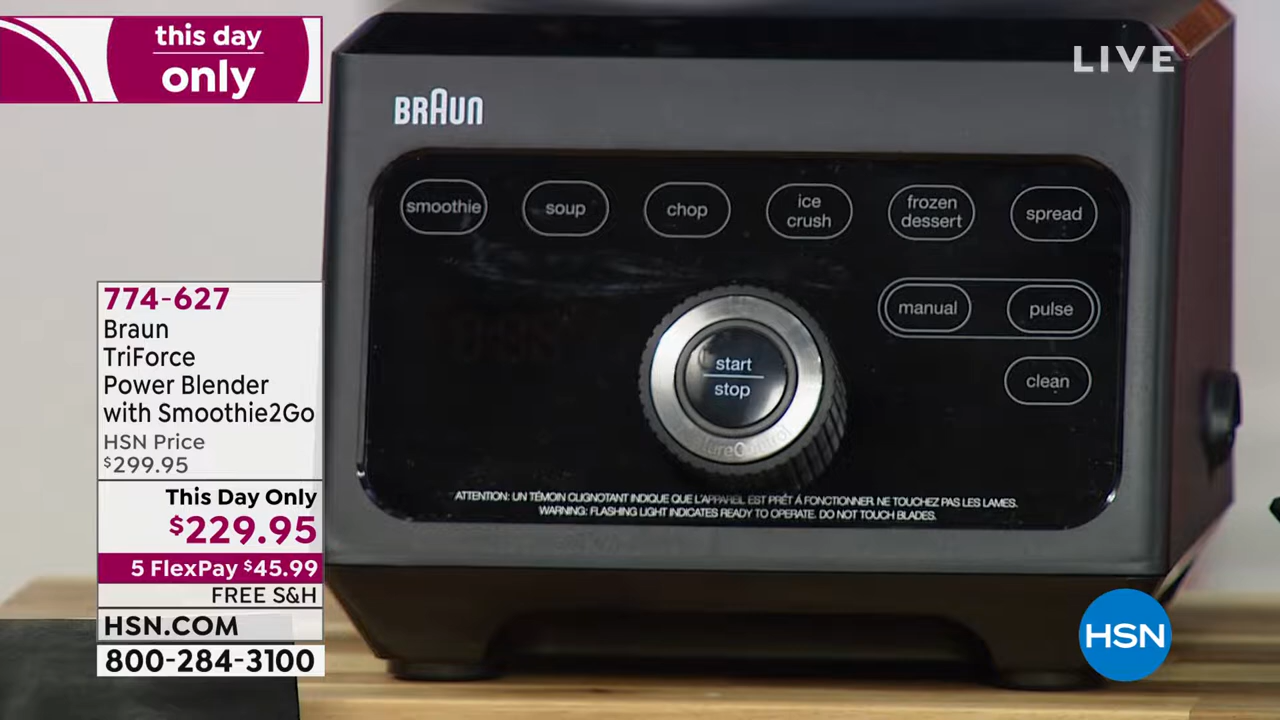 this day
only
LIVE
BRAUN
smoothie
soup
chop
ice
crush
frozen
dessert
spread
manual
pulse
start
stop
clean
ATTENTION: UN TÉMOIN CLIGNOTANT INDIQUE QUE L'APPAREIL EST PRÊT À FONCTIONNER. NE TOUCHEZ PAS LES LAMES.
WARNING: FLASHING LIGHT INDICATES READY TO OPERATE. DO NOT TOUCH BLADES.
774-627
Braun
TriForce
Power Blender
with Smoothie2Go
HSN Price
$299.95
This Day Only
$229.95
5 FlexPay $45.99
FREE S&H
HSN.COM
800-284-3100
HSN